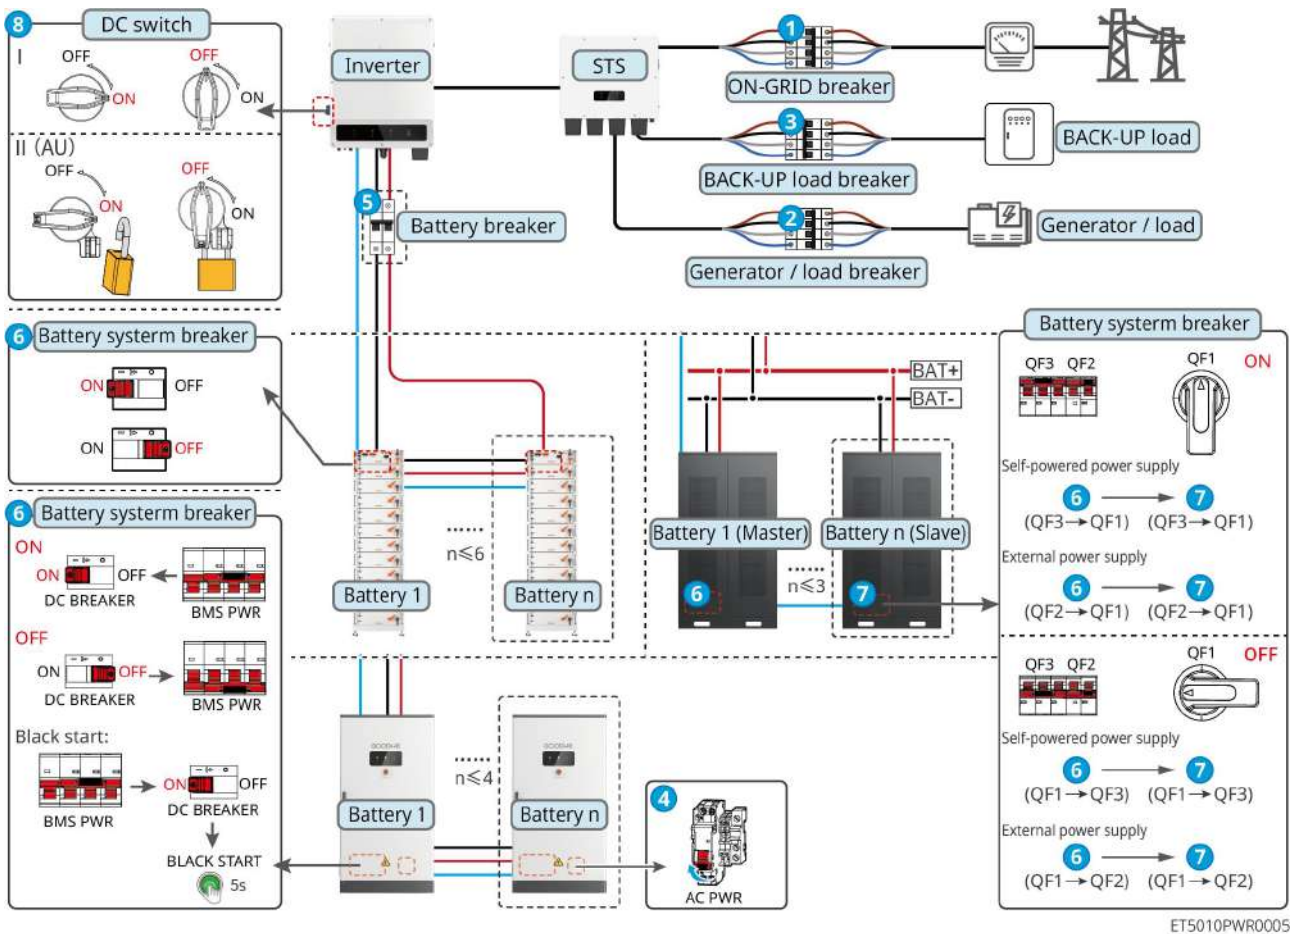 8 DC switch
I
OFF
ON
OFF
ON
II (AU)
OFF
ON
OFF
ON
Inverter
STS
1
ON-GRID breaker
3
BACK-UP load breaker
BACK-UP load
2
Generator / load breaker
Generator / load
5
Battery breaker
6 Battery systerm breaker
ON OFF
ON OFF
6 Battery systerm breaker
ON
ON OFF
DC BREAKER
BMS PWR
OFF
ON OFF
DC BREAKER
BMS PWR
Black start:
BMS PWR
ON OFF
DC BREAKER
BLACK START
5s
Battery 1
······
n≤6
Battery n
BAT+
BAT-
Battery 1 (Master)
Battery n (Slave)
······
n≤3
6
7
GOODWE
Battery 1
······
n≤4
GOODWE
Battery n
4
AC PWR
Battery systerm breaker
QF3 QF2
QF1
ON
Self-powered power supply
6 → 7
(QF3→QF1) (QF3→QF1)
External power supply
6 → 7
(QF2→QF1) (QF2→QF1)
QF3 QF2
QF1
OFF
Self-powered power supply
6 → 7
(QF1→QF3) (QF1→QF3)
External power supply
6 → 7
(QF1→QF2) (QF1→QF2)
ET5010PWR0005